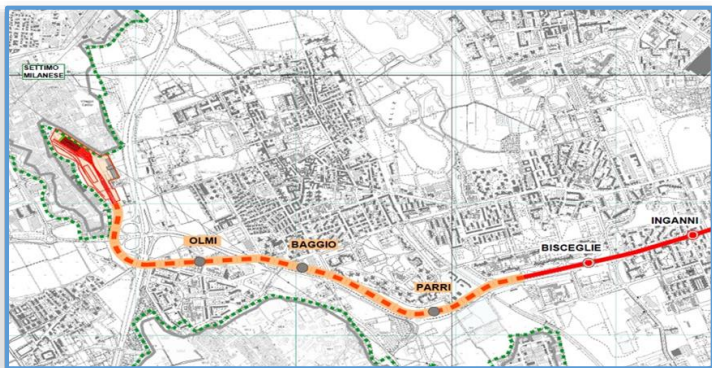 SETTIMO
MILANESE
OLMI
BAGGIO
PARRI
BISCEGLIE
INGANNI